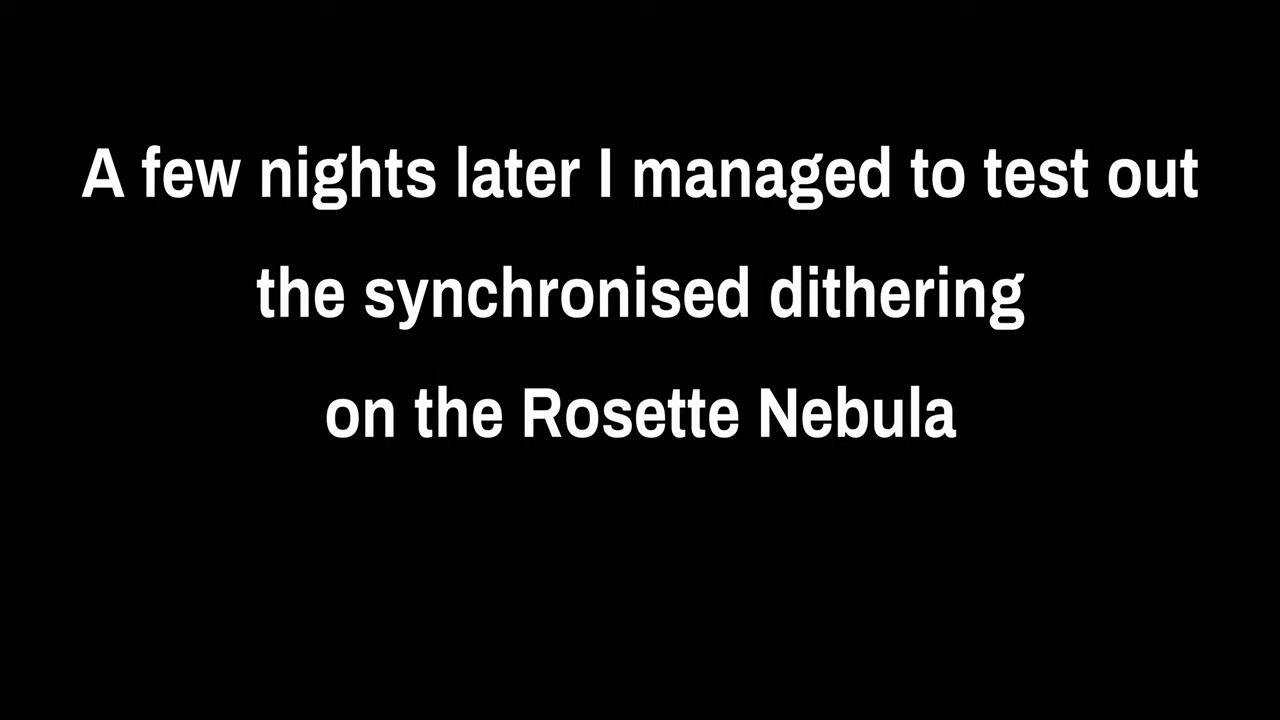 A few nights later I managed to test out
the synchronised dithering
on the Rosette Nebula